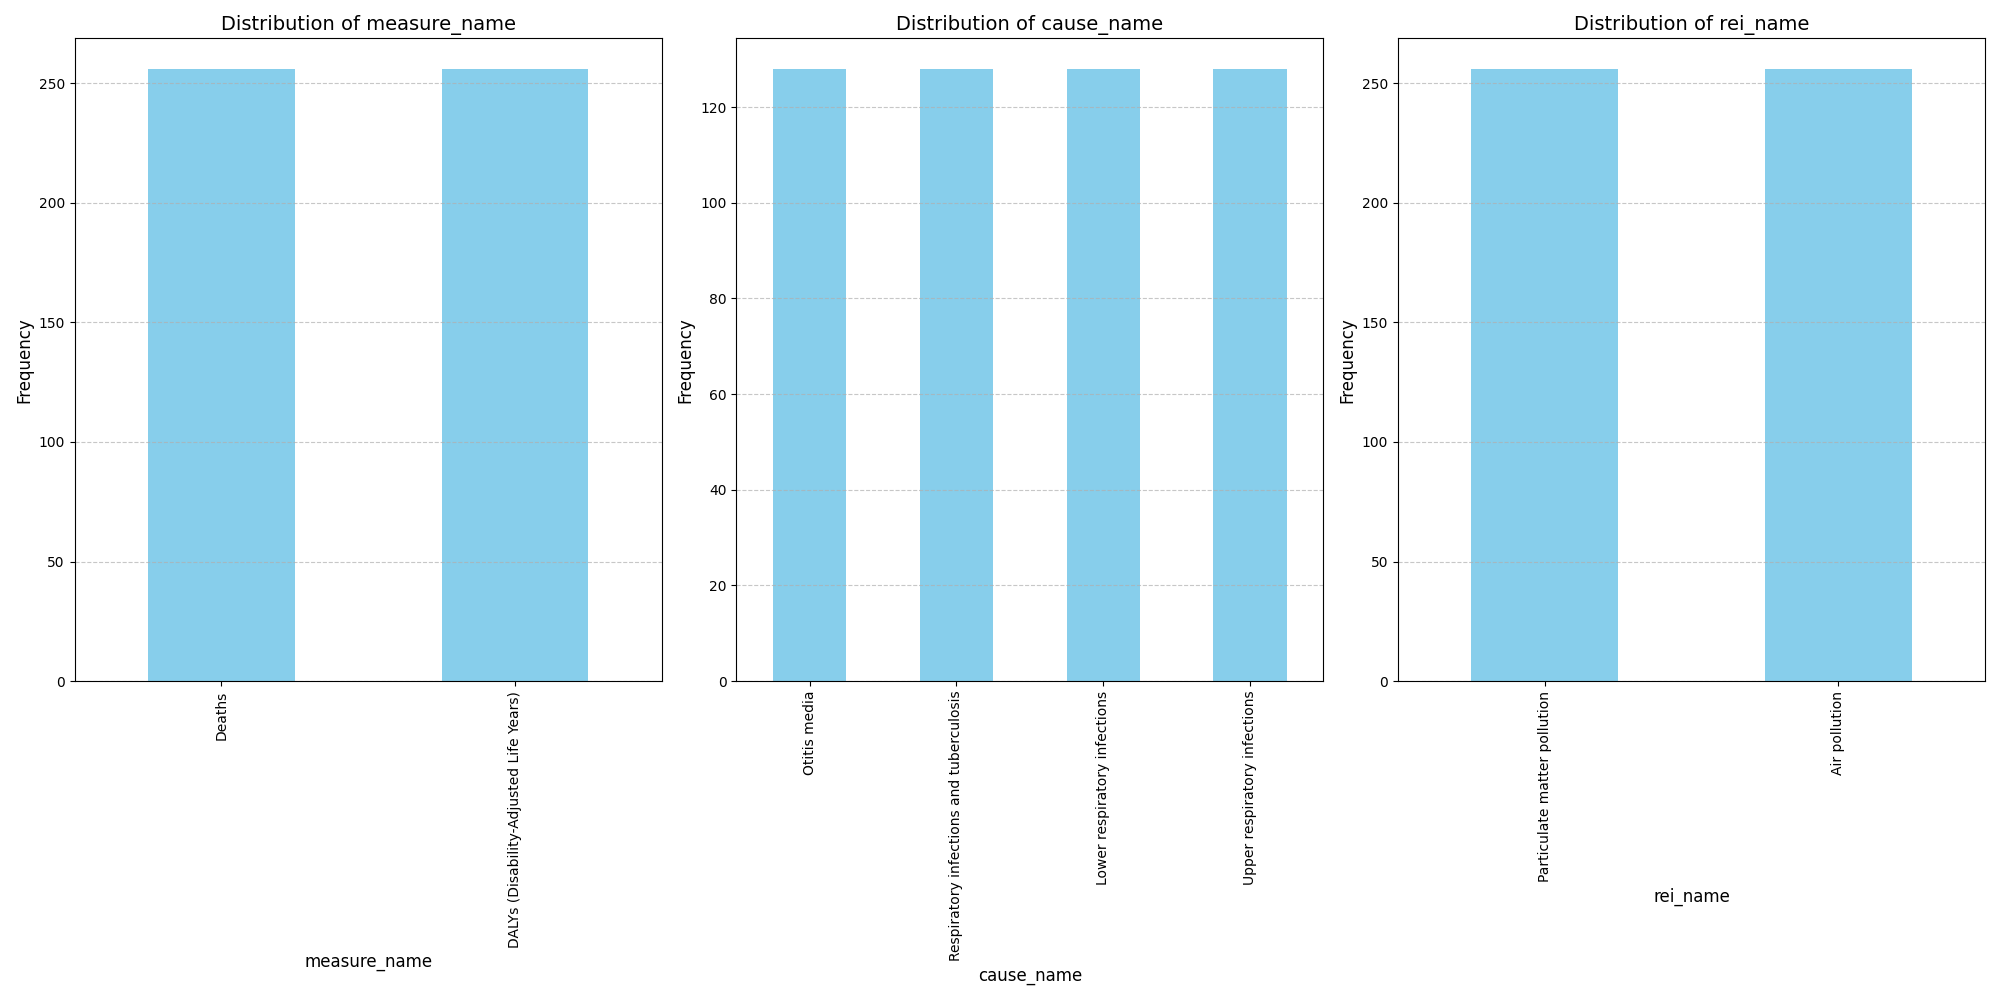 Distribution of measure_name
250
200
150
100
50
0
Frequency
Deaths
DALYs (Disability-Adjusted Life Years)
measure_name
Distribution of cause_name
120
100
80
60
40
20
0
Frequency
Otitis media
Respiratory infections and tuberculosis
Lower respiratory infections
Upper respiratory infections
cause_name
Distribution of rei_name
250
200
150
100
50
0
Frequency
Particulate matter pollution
Air pollution
rei_name